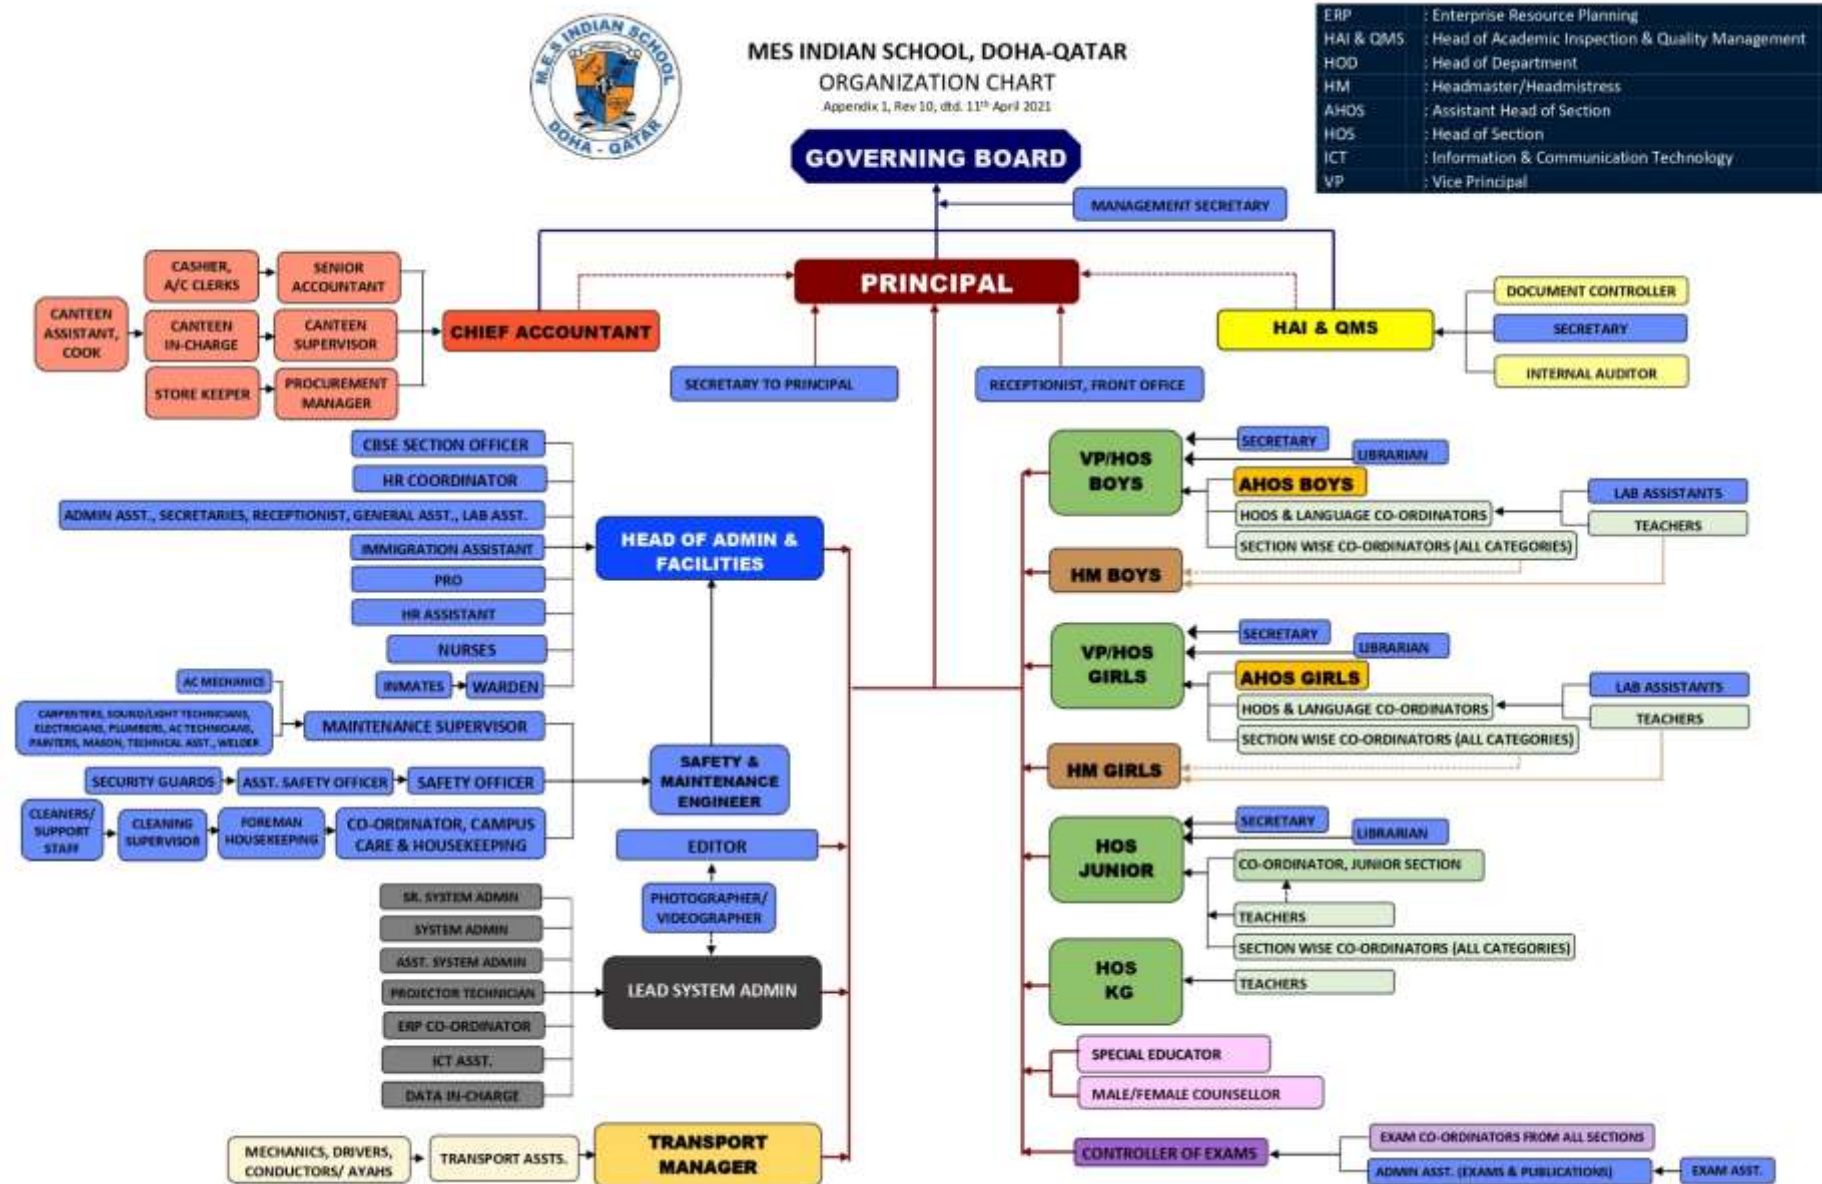 M.E.S INDIAN SCHOOL
DOHA - QATAR
MES INDIAN SCHOOL, DOHA-QATAR
ORGANIZATION CHART
Appendix 1, Rev 10, dtd. 11th April 2021
ERP : Enterprise Resource Planning
HAI & QMS : Head of Academic Inspection & Quality Management
HOD : Head of Department
HM : Headmaster/Headmistress
AHOS : Assistant Head of Section
HOS : Head of Section
ICT : Information & Communication Technology
VP : Vice Principal
GOVERNING BOARD
MANAGEMENT SECRETARY
PRINCIPAL
CASHIER,
A/C CLERKS
SENIOR
ACCOUNTANT
CANTEEN
ASSISTANT,
COOK
CANTEEN
IN-CHARGE
CANTEEN
SUPERVISOR
STORE KEEPER
PROCUREMENT
MANAGER
CHIEF ACCOUNTANT
SECRETARY TO PRINCIPAL
RECEPTIONIST, FRONT OFFICE
HAI & QMS
DOCUMENT CONTROLLER
SECRETARY
INTERNAL AUDITOR
CBSE SECTION OFFICER
HR COORDINATOR
ADMIN ASST., SECRETARIES, RECEPTIONIST, GENERAL ASST., LAB ASST.
IMMIGRATION ASSISTANT
PRO
HR ASSISTANT
NURSES
INMATES
WARDEN
HEAD OF ADMIN &
FACILITIES
AC MECHANICS
CARPENTERS, SOUND/LIGHT TECHNICIANS,
ELECTRICIANS, PLUMBERS, AC TECHNICIANS,
PAINTERS, MASON, TECHNICAL ASST., WELDER
MAINTENANCE SUPERVISOR
SECURITY GUARDS
ASST. SAFETY OFFICER
SAFETY OFFICER
CLEANERS/
SUPPORT
STAFF
CLEANING
SUPERVISOR
FOREMAN
HOUSEKEEPING
CO-ORDINATOR, CAMPUS
CARE & HOUSEKEEPING
SAFETY &
MAINTENANCE
ENGINEER
EDITOR
PHOTOGRAPHER/
VIDEOGRAPHER
SR. SYSTEM ADMIN
SYSTEM ADMIN
ASST. SYSTEM ADMIN
PROJECTOR TECHNICIAN
ERP CO-ORDINATOR
ICT ASST.
DATA IN-CHARGE
LEAD SYSTEM ADMIN
MECHANICS, DRIVERS,
CONDUCTORS/ AYAHS
TRANSPORT ASSTS.
TRANSPORT
MANAGER
VP/HOS
BOYS
SECRETARY
LIBRARIAN
AHOS BOYS
HODS & LANGUAGE CO-ORDINATORS
SECTION WISE CO-ORDINATORS (ALL CATEGORIES)
LAB ASSISTANTS
TEACHERS
HM BOYS
VP/HOS
GIRLS
SECRETARY
LIBRARIAN
AHOS GIRLS
HODS & LANGUAGE CO-ORDINATORS
SECTION WISE CO-ORDINATORS (ALL CATEGORIES)
LAB ASSISTANTS
TEACHERS
HM GIRLS
HOS
JUNIOR
SECRETARY
LIBRARIAN
CO-ORDINATOR, JUNIOR SECTION
TEACHERS
SECTION WISE CO-ORDINATORS (ALL CATEGORIES)
HOS
KG
TEACHERS
SPECIAL EDUCATOR
MALE/FEMALE COUNSELLOR
CONTROLLER OF EXAMS
EXAM CO-ORDINATORS FROM ALL SECTIONS
ADMIN ASST. (EXAMS & PUBLICATIONS)
EXAM ASST.